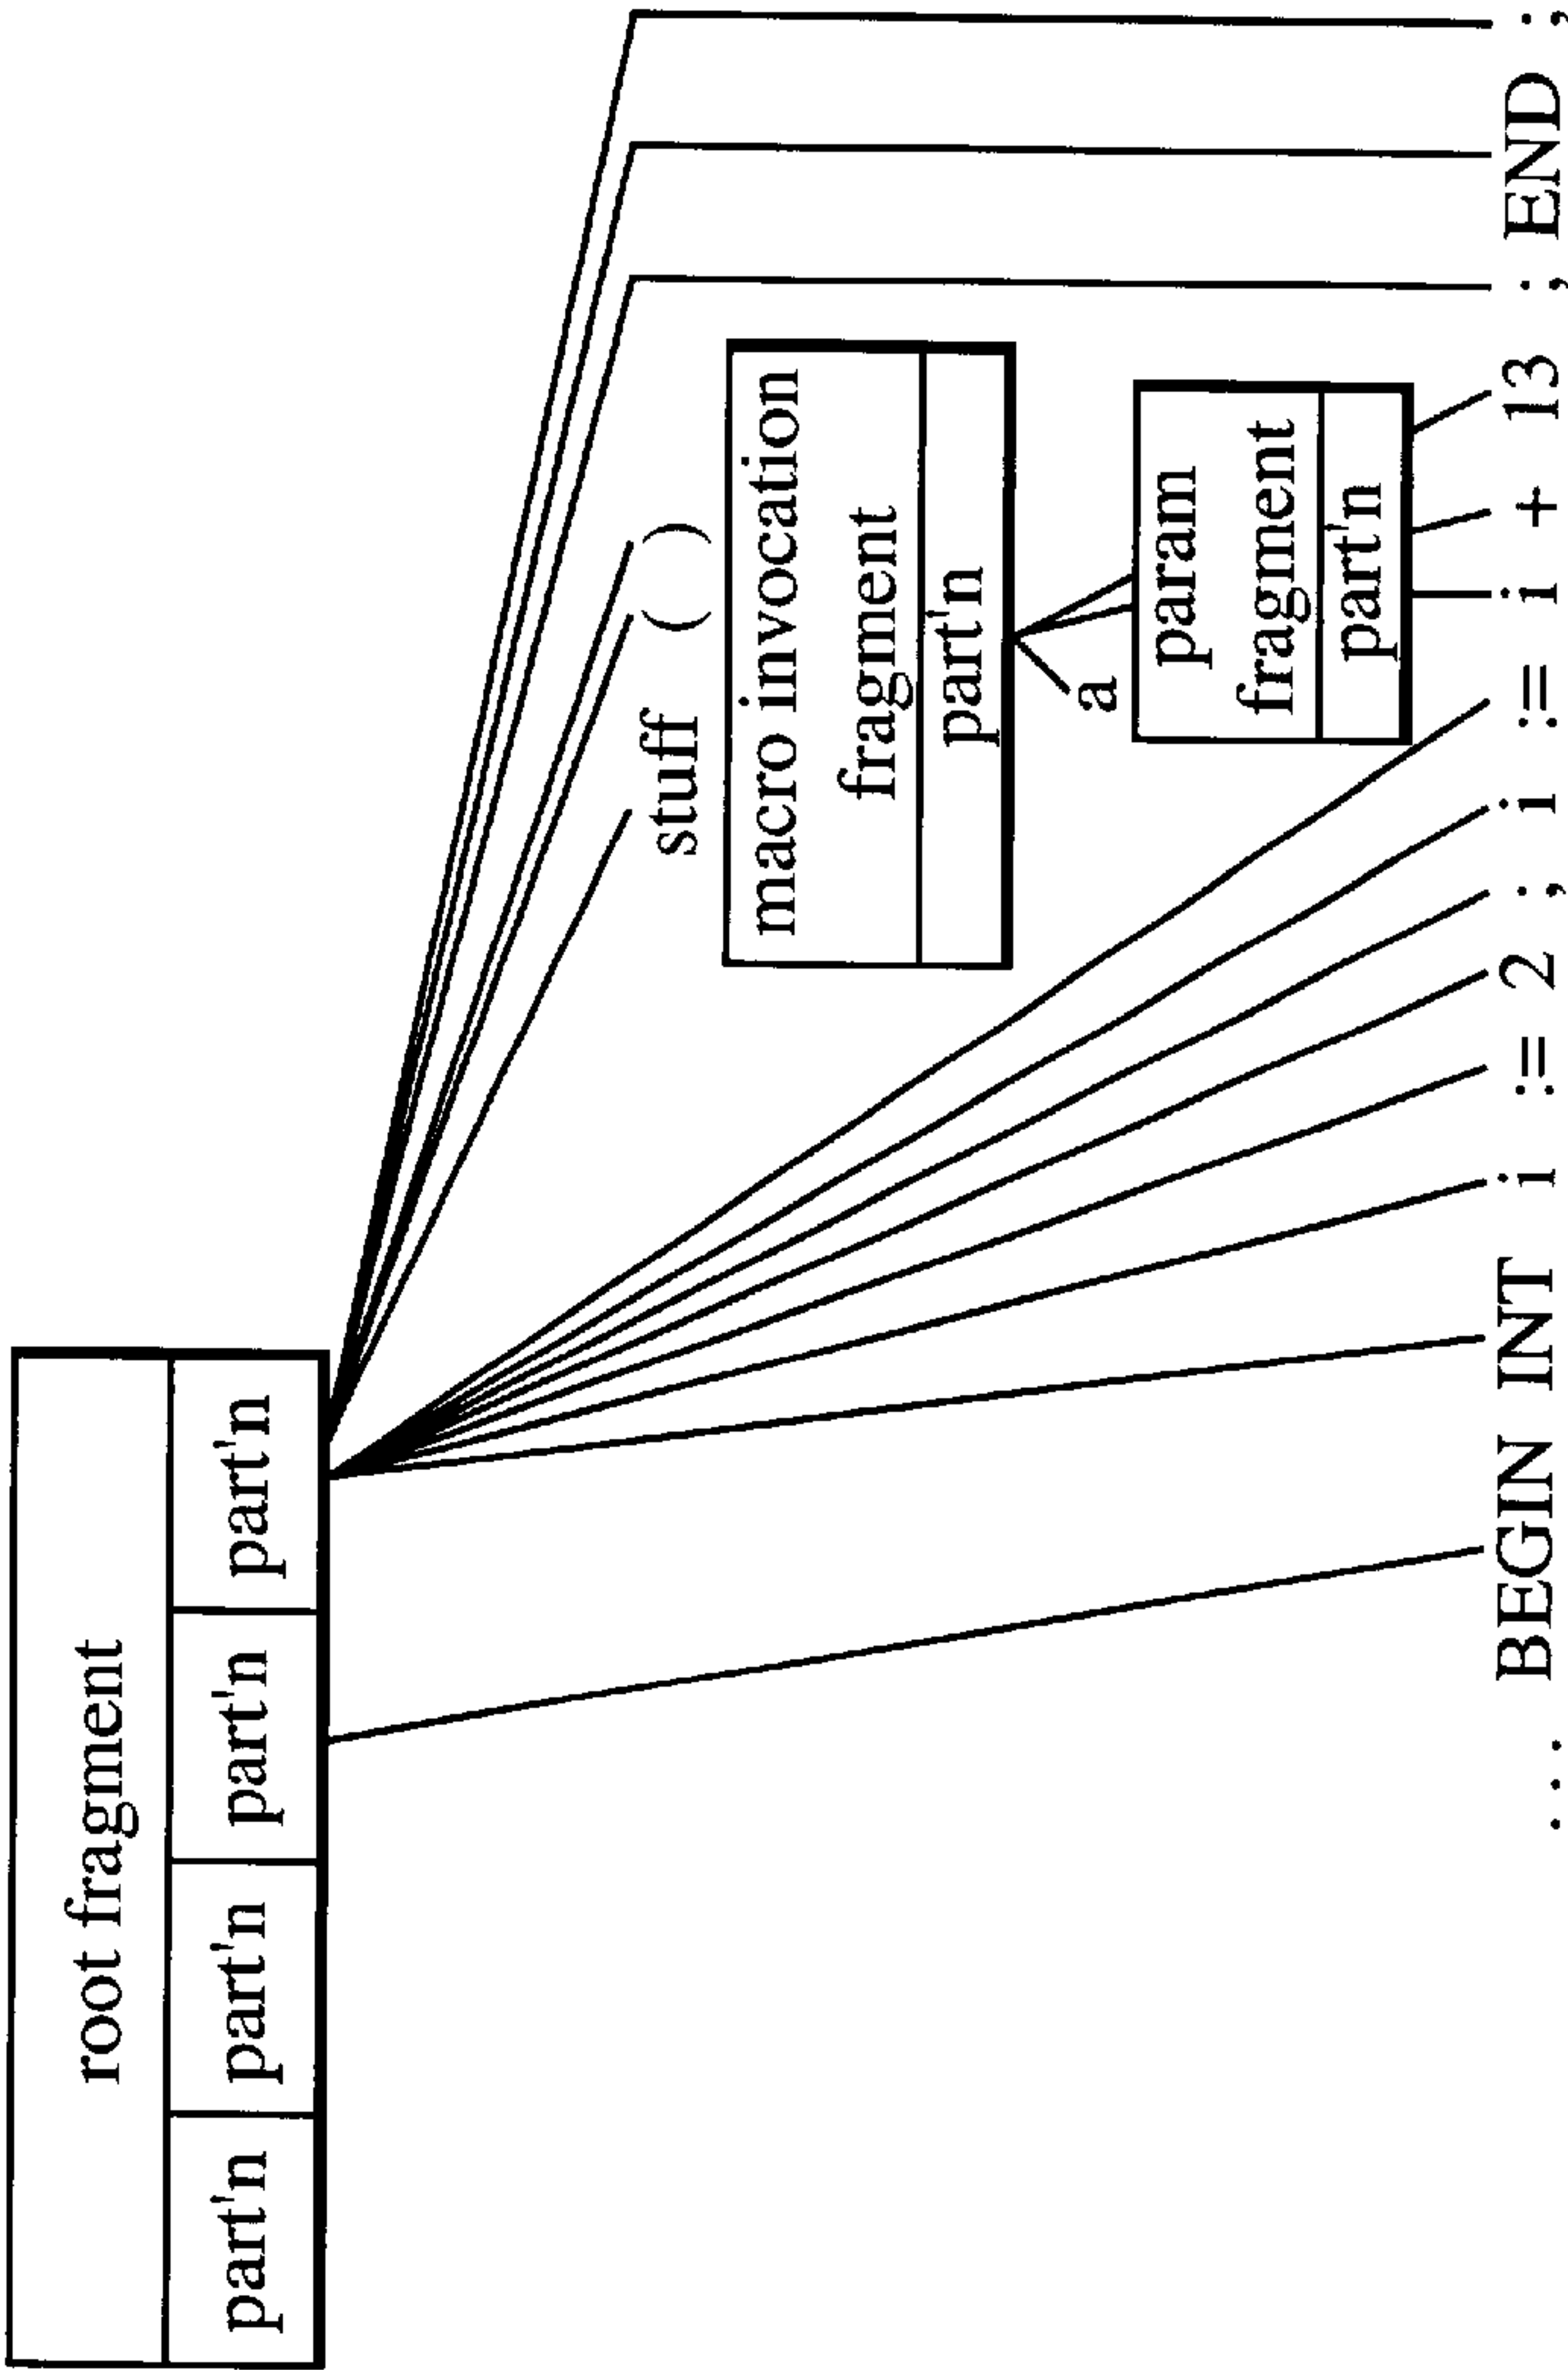 root fragment
part'n part'n part'n part'n
stuff ( )
macro invocation
fragment
part'n
a
param
fragment
part'n
. . . BEGIN INT i := 2 ; i := i + 13 ; END ;